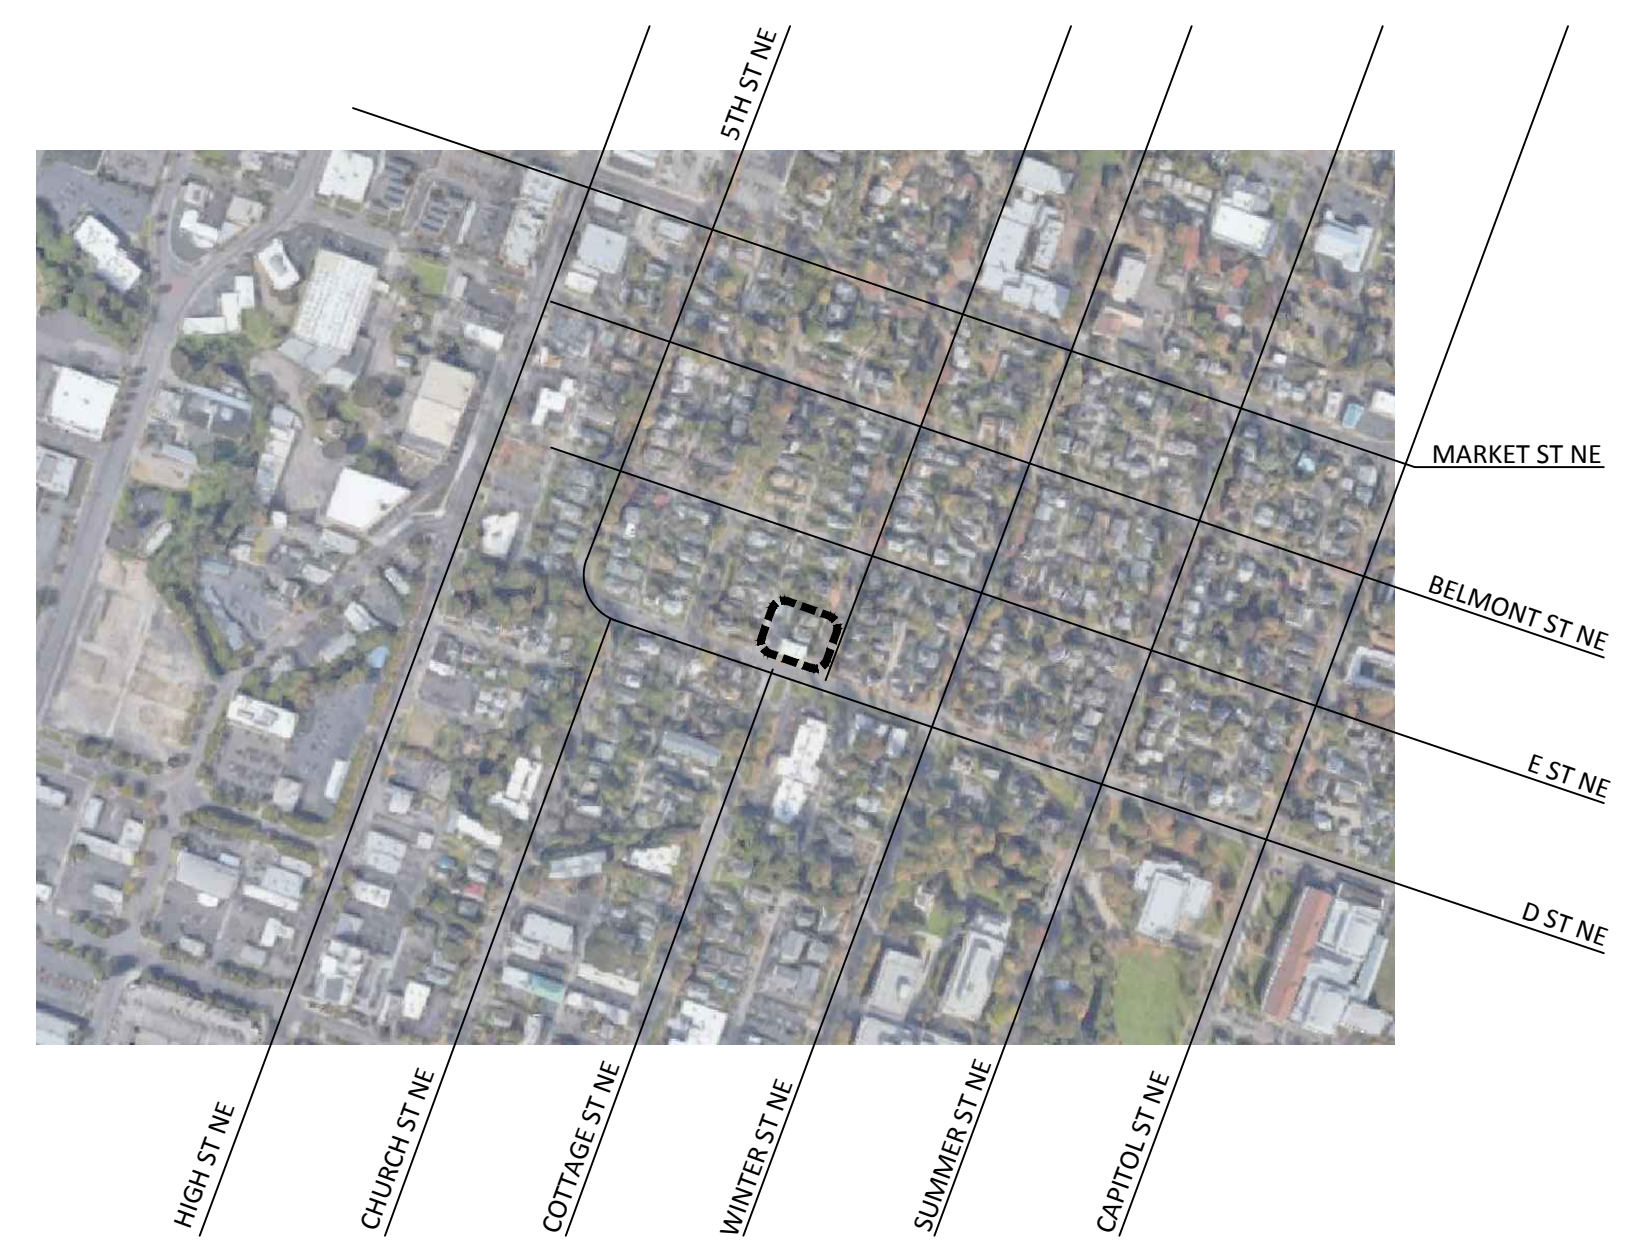 5TH ST NE
MARKET ST NE
BELMONT ST NE
E ST NE
D ST NE
HIGH ST NE
CHURCH ST NE
COTTAGE ST NE
WINTER ST NE
SUMMER ST NE
CAPITOL ST NE